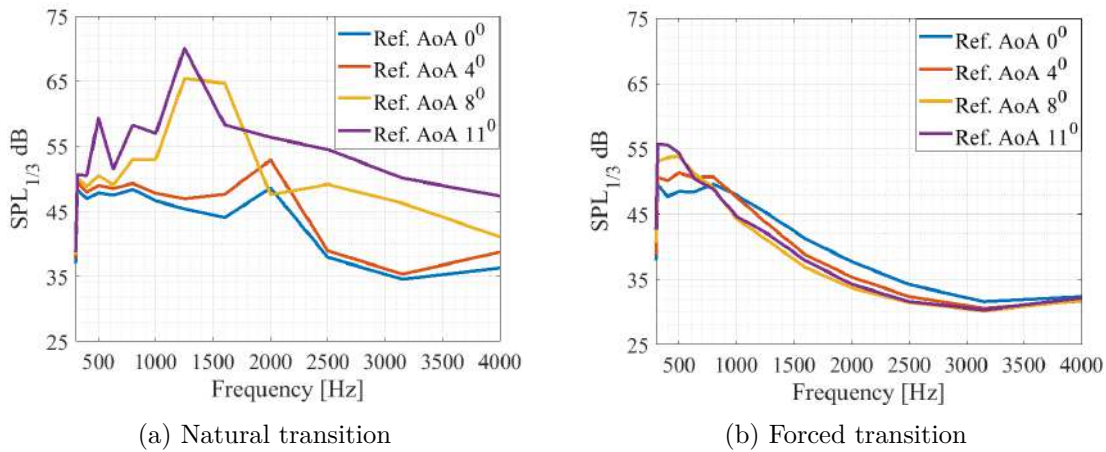 75
65
55
45
35
25
SPL1/3 dB
500 1000 1500 2000 2500 3000 3500 4000
Frequency [Hz]
Ref. AoA 0⁰
Ref. AoA 4⁰
Ref. AoA 8⁰
Ref. AoA 11⁰
(a) Natural transition
75
65
55
45
35
25
SPL1/3 dB
500 1000 1500 2000 2500 3000 3500 4000
Frequency [Hz]
Ref. AoA 0⁰
Ref. AoA 4⁰
Ref. AoA 8⁰
Ref. AoA 11⁰
(b) Forced transition